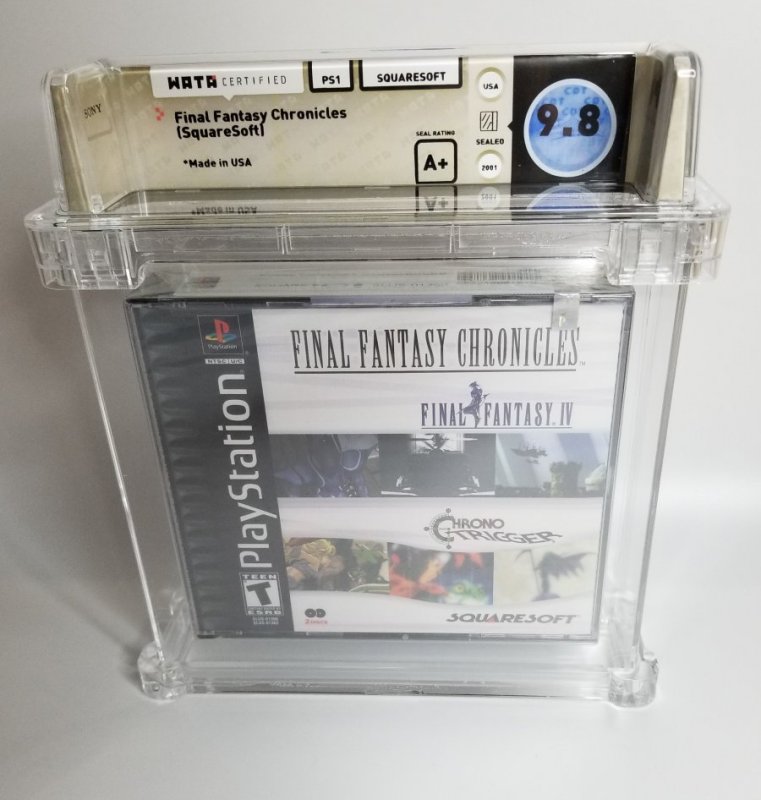 WATA CERTIFIED
PS1
SQUARESOFT
USA
SONY
Final Fantasy Chronicles
(SquareSoft)
*Made in USA
SEAL RATING
A+
SEALED
2001
9.8
PlayStation
NTSC U/C
PlayStation
FINAL FANTASY CHRONICLES
FINAL FANTASY IV
CHRONO
TRIGGER
TEEN
T
ESRB
2 DISCS
SQUARESOFT